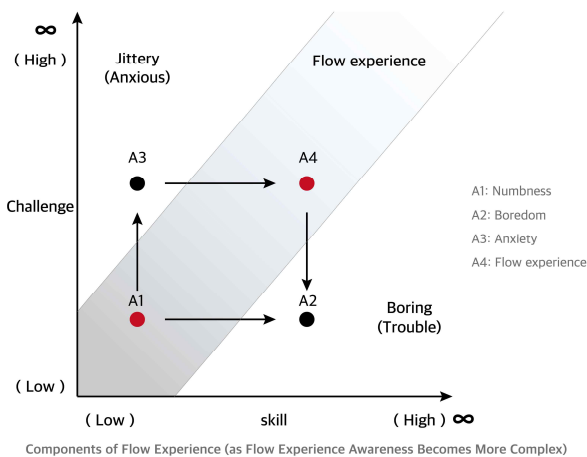 ∞
( High )
Jittery
(Anxious)
Flow experience
A3
A4
Challenge
A1: Numbness
A2: Boredom
A3: Anxiety
A4: Flow experience
A1
A2
Boring
(Trouble)
( Low )
( Low )
skill
( High ) ∞
Components of Flow Experience (as Flow Experience Awareness Becomes More Complex)